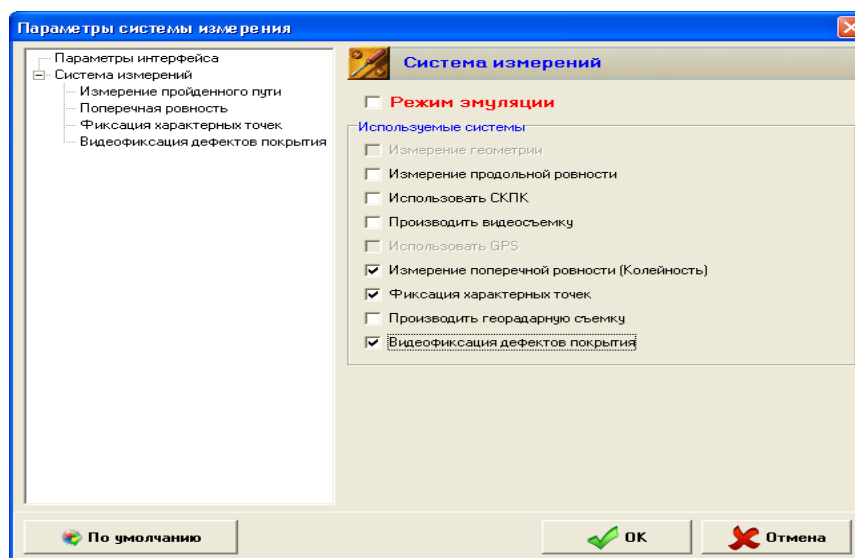 Параметры системы измерения
Параметры интерфейса
Система измерений
Измерение пройденного пути
Поперечная ровность
Фиксация характерных точек
Видеофиксация дефектов покрытия
Система измерений
Режим эмуляции
Используемые системы
Измерение геометрии
Измерение продольной ровности
Использовать СКПК
Производить видеосъемку
Использовать GPS
Измерение поперечной ровности (Колейность)
Фиксация характерных точек
Производить георадарную съемку
Видеофиксация дефектов покрытия
По умолчанию
OK
Отмена